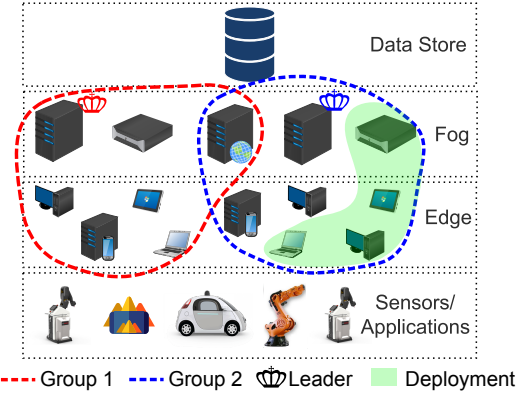 Data Store
Fog
Edge
Sensors/
Applications
Group 1 Group 2 Leader Deployment